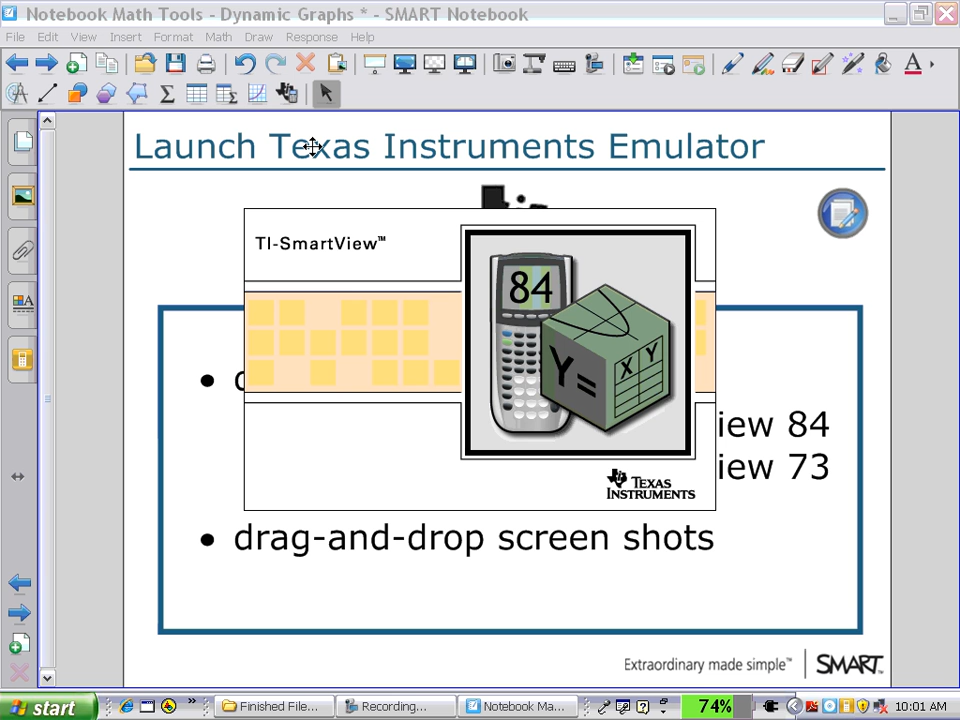 Notebook Math Tools - Dynamic Graphs * - SMART Notebook
File Edit View Insert Format Math Draw Response Help
Launch Texas Instruments Emulator
TI-SmartView™
84
Y=
X Y
TEXAS INSTRUMENTS
iew 84
iew 73
• drag-and-drop screen shots
Extraordinary made simple™ SMART
start Finished File... Recording... Notebook Ma... 74% 10:01 AM